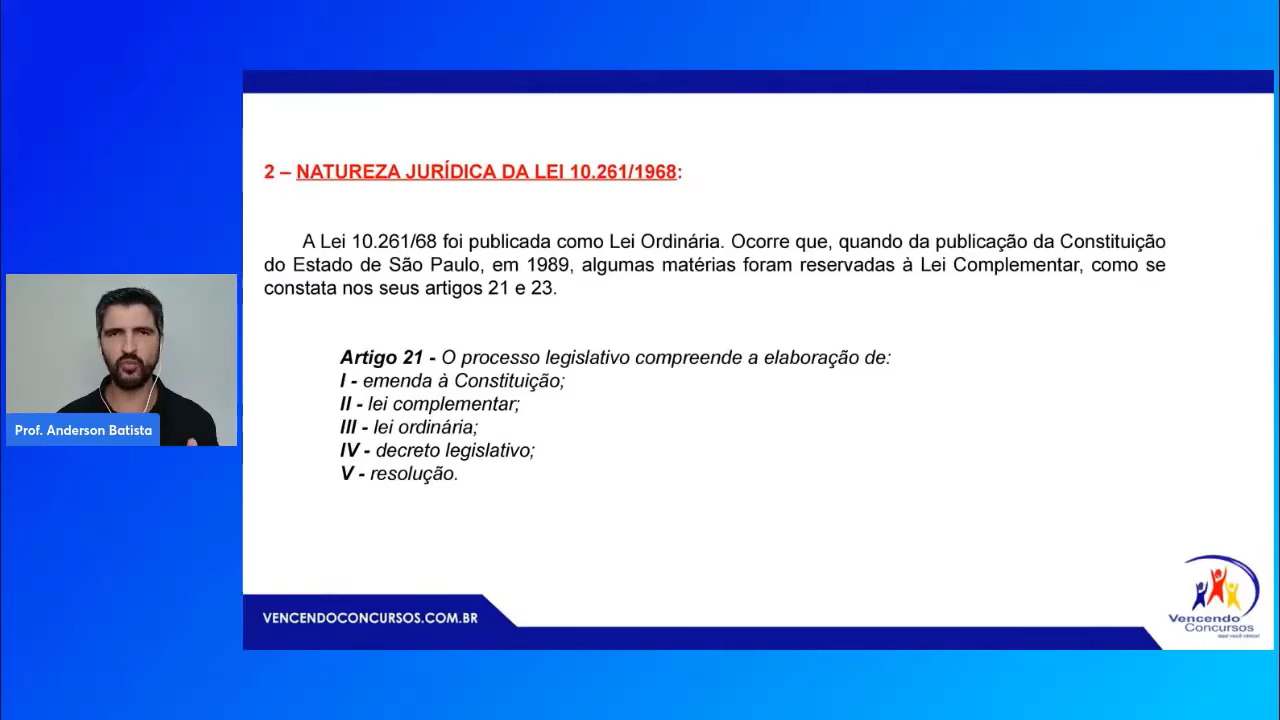 2 – NATUREZA JURÍDICA DA LEI 10.261/1968:
A Lei 10.261/68 foi publicada como Lei Ordinária. Ocorre que, quando da publicação da Constituição
do Estado de São Paulo, em 1989, algumas matérias foram reservadas à Lei Complementar, como se
constata nos seus artigos 21 e 23.
Artigo 21 - O processo legislativo compreende a elaboração de:
I - emenda à Constituição;
II - lei complementar;
III - lei ordinária;
IV - decreto legislativo;
V - resolução.
Prof. Anderson Batista
VENCENDOCONCURSOS.COM.BR
Vencendo
Concursos
aqui você vence!